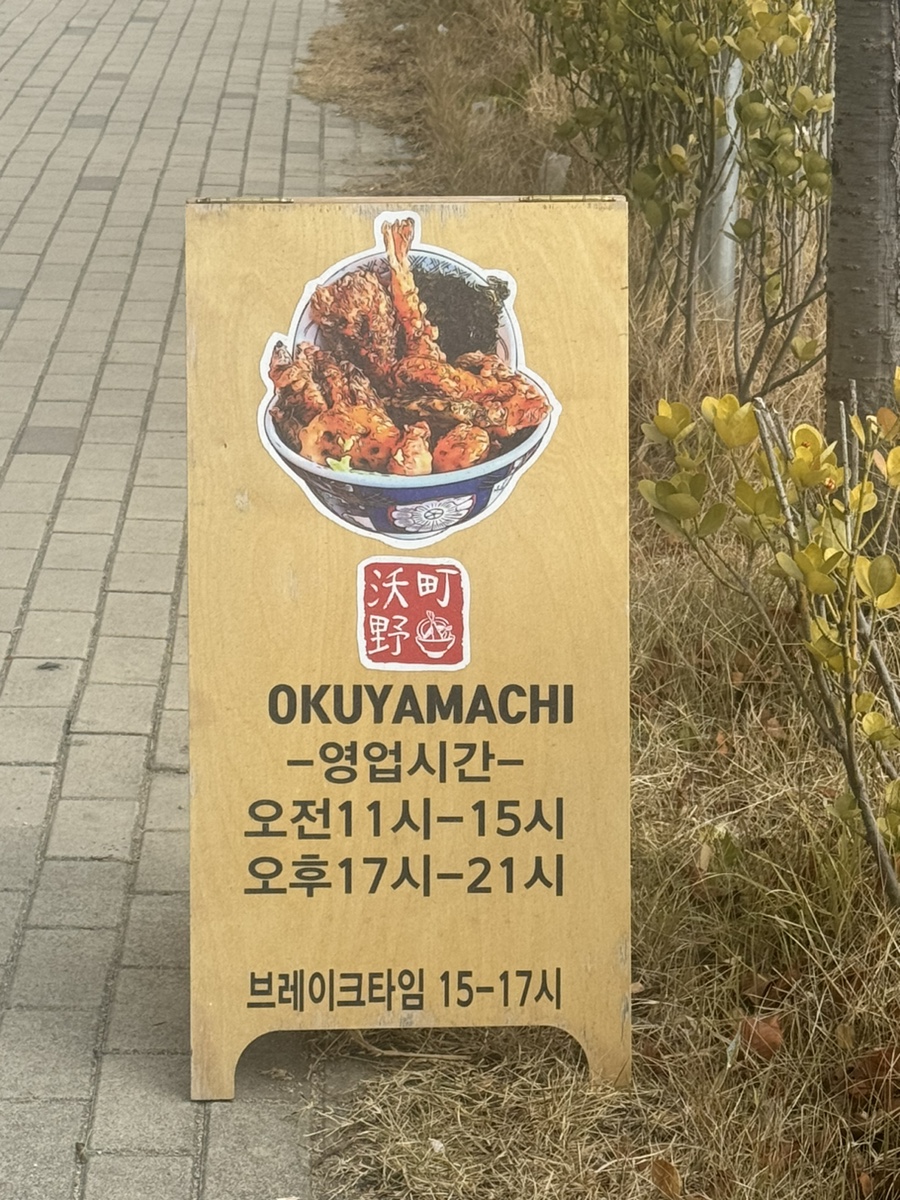 沃町
野
OKUYAMACHI
-영업시간-
오전11시-15시
오후17시-21시
브레이크타임 15-17시